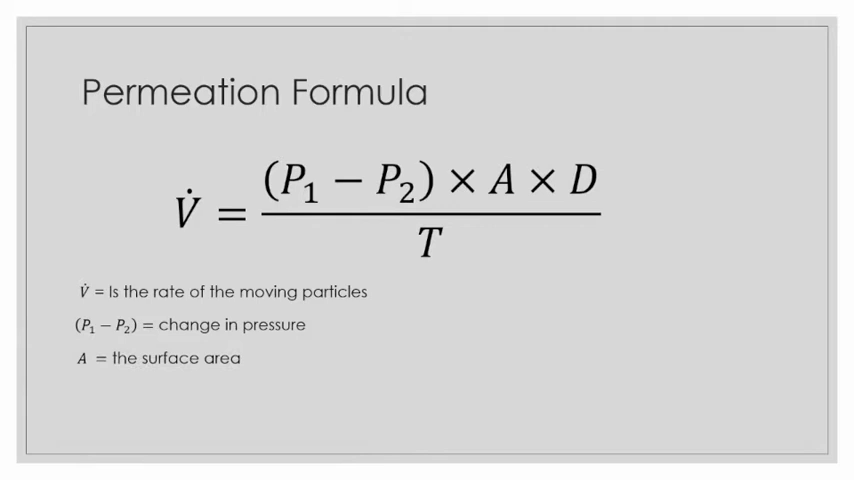 Permeation Formula
V̇ = ((P₁ − P₂) × A × D) / T
V̇ = Is the rate of the moving particles
(P₁ − P₂) = change in pressure
A = the surface area